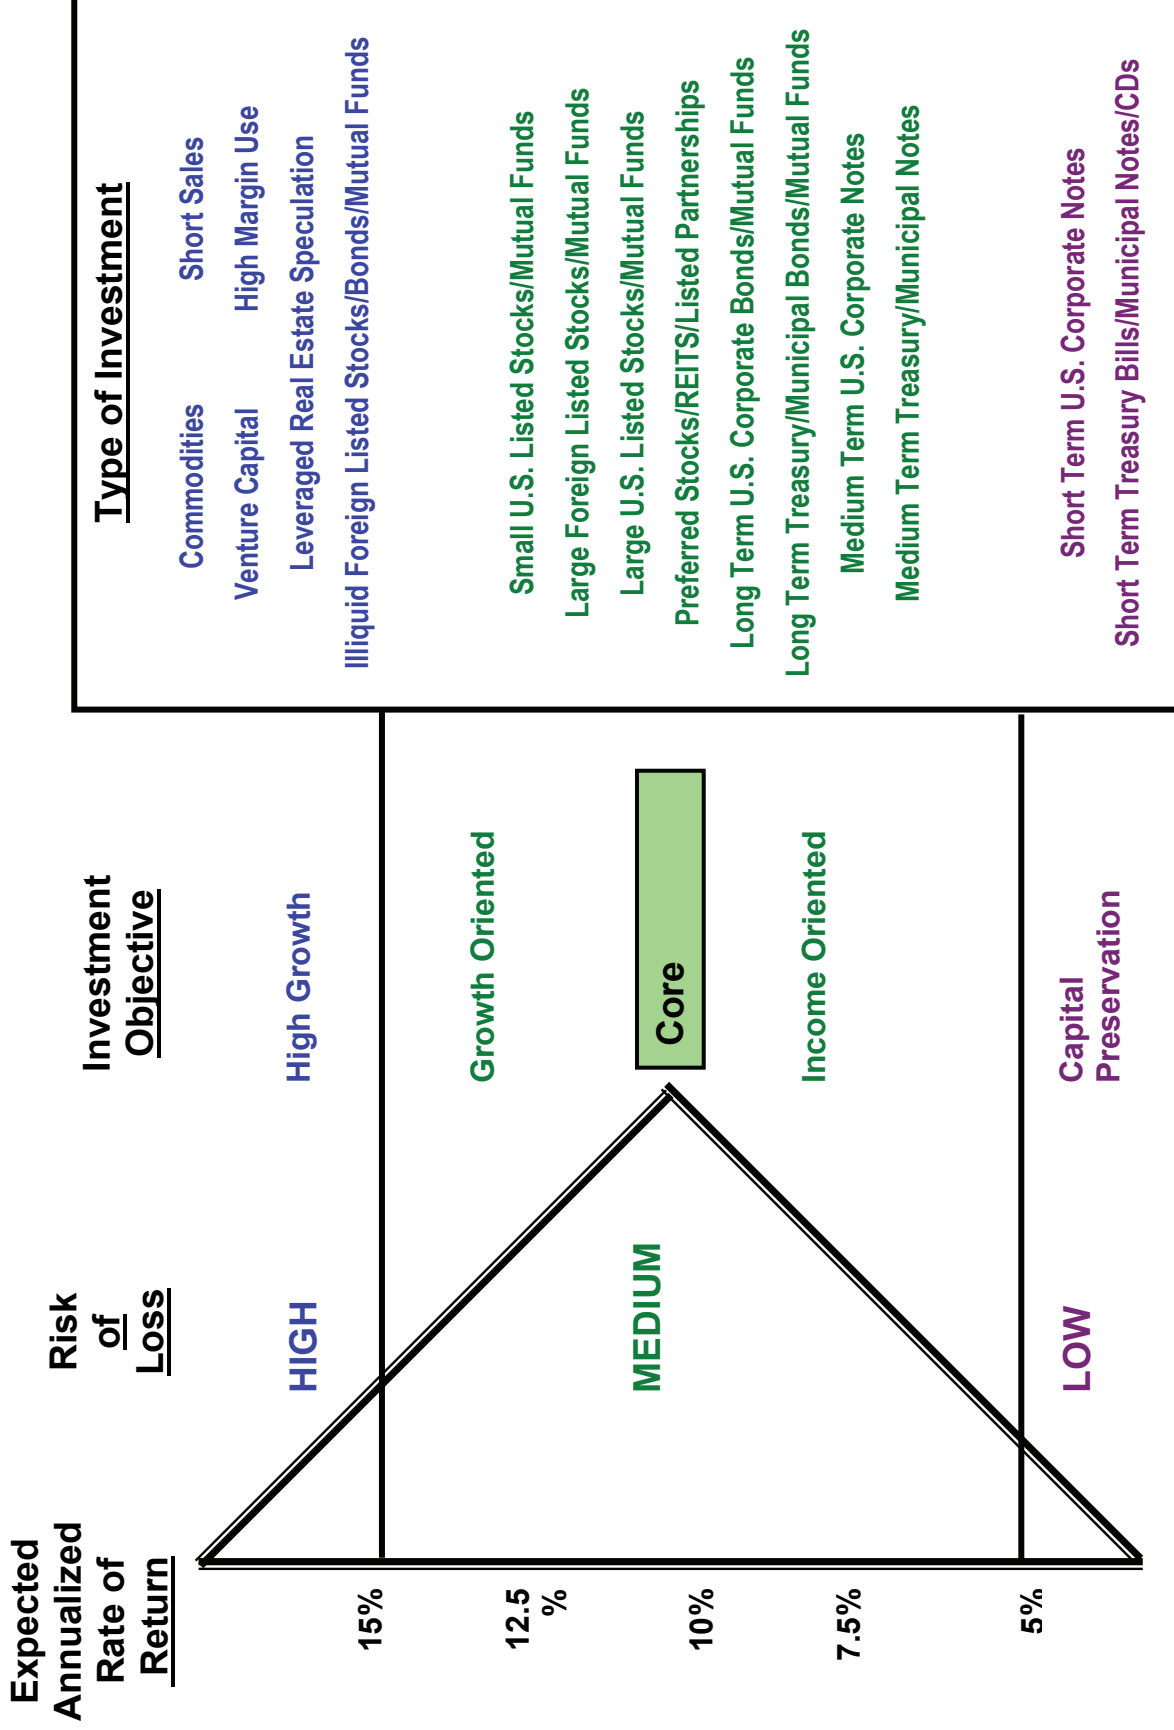 Expected
Annualized
Rate of
Return
15%
12.5
%
10%
7.5%
5%
Risk
of
Loss
HIGH
MEDIUM
LOW
Investment
Objective
High Growth
Growth Oriented
Core
Income Oriented
Capital
Preservation
Type of Investment
Commodities Short Sales
Venture Capital High Margin Use
Leveraged Real Estate Speculation
Illiquid Foreign Listed Stocks/Bonds/Mutual Funds
Small U.S. Listed Stocks/Mutual Funds
Large Foreign Listed Stocks/Mutual Funds
Large U.S. Listed Stocks/Mutual Funds
Preferred Stocks/REITS/Listed Partnerships
Long Term U.S. Corporate Bonds/Mutual Funds
Long Term Treasury/Municipal Bonds/Mutual Funds
Medium Term U.S. Corporate Notes
Medium Term Treasury/Municipal Notes
Short Term U.S. Corporate Notes
Short Term Treasury Bills/Municipal Notes/CDs